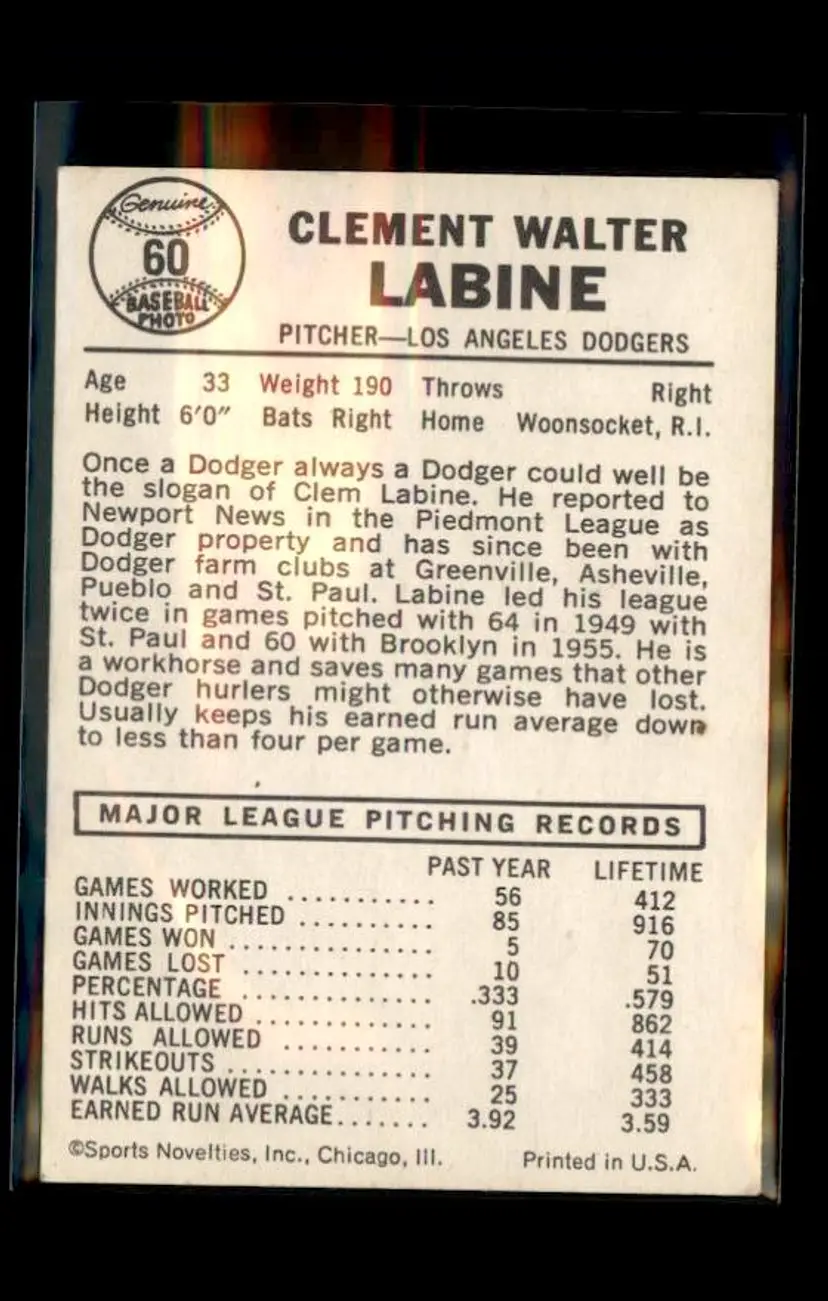 Genuine
60
BASEBALL
PHOTO
CLEMENT WALTER
LABINE
PITCHER—LOS ANGELES DODGERS
Age 33 Weight 190 Throws Right
Height 6'0" Bats Right Home Woonsocket, R.I.
Once a Dodger always a Dodger could well be
the slogan of Clem Labine. He reported to
Newport News in the Piedmont League as
Dodger property and has since been with
Dodger farm clubs at Greenville, Asheville,
Pueblo and St. Paul. Labine led his league
twice in games pitched with 64 in 1949 with
St. Paul and 60 with Brooklyn in 1955. He is
a workhorse and saves many games that other
Dodger hurlers might otherwise have lost.
Usually keeps his earned run average down
to less than four per game.
MAJOR LEAGUE PITCHING RECORDS
PAST YEAR LIFETIME
GAMES WORKED ........... 56 412
INNINGS PITCHED .......... 85 916
GAMES WON ............... 5 70
GAMES LOST .............. 10 51
PERCENTAGE .............. .333 .579
HITS ALLOWED ............. 91 862
RUNS ALLOWED ........... 39 414
STRIKEOUTS ................ 37 458
WALKS ALLOWED ............ 25 333
EARNED RUN AVERAGE....... 3.92 3.59
©Sports Novelties, Inc., Chicago, Ill. Printed in U.S.A.